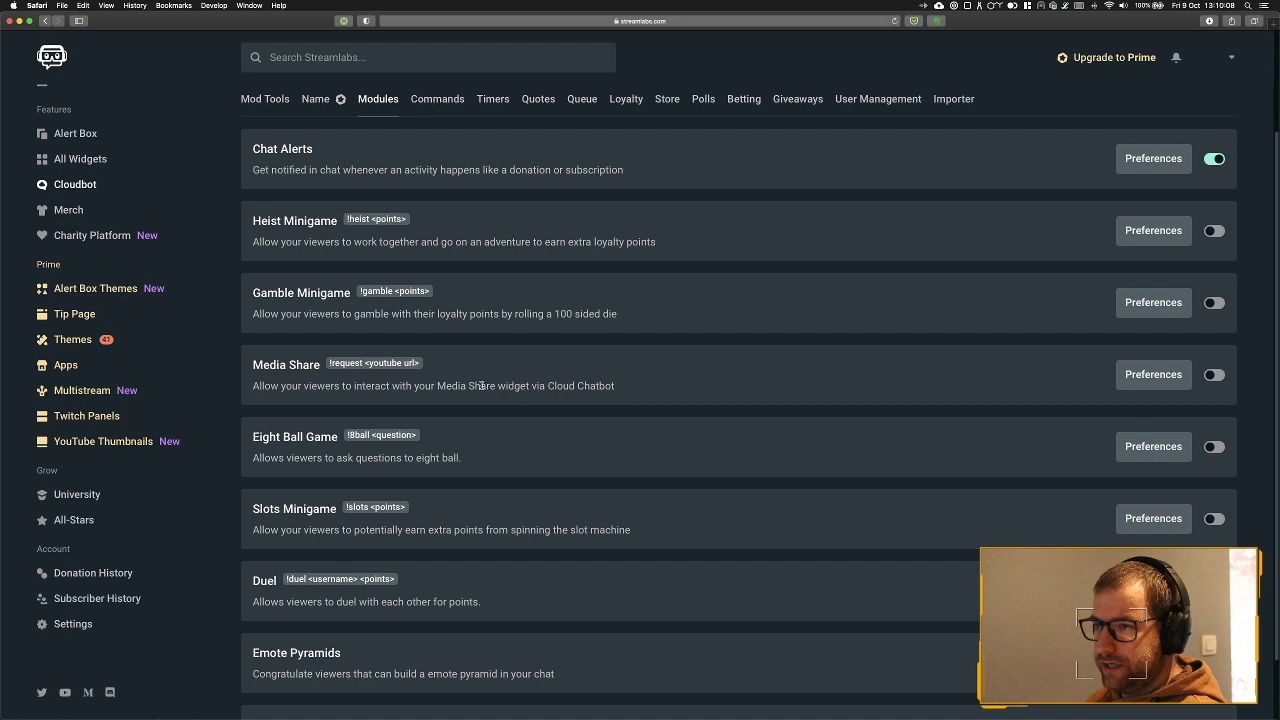 Safari File Edit View History Bookmarks Develop Window Help
100% Fri 9 Oct 13:10:08
streamlabs.com
Search Streamlabs...
Upgrade to Prime
Mod Tools Name Modules Commands Timers Quotes Queue Loyalty Store Polls Betting Giveaways User Management Importer
Features
Alert Box
All Widgets
Cloudbot
Merch
Charity Platform New
Prime
Alert Box Themes New
Tip Page
Themes 41
Apps
Multistream New
Twitch Panels
YouTube Thumbnails New
Grow
University
All-Stars
Account
Donation History
Subscriber History
Settings
Chat Alerts
Get notified in chat whenever an activity happens like a donation or subscription
Preferences
Heist Minigame !heist <points>
Allow your viewers to work together and go on an adventure to earn extra loyalty points
Preferences
Gamble Minigame !gamble <points>
Allow your viewers to gamble with their loyalty points by rolling a 100 sided die
Preferences
Media Share !request <youtube url>
Allow your viewers to interact with your Media Share widget via Cloud Chatbot
Preferences
Eight Ball Game !8ball <question>
Allows viewers to ask questions to eight ball.
Preferences
Slots Minigame !slots <points>
Allow your viewers to potentially earn extra points from spinning the slot machine
Preferences
Duel !duel <username> <points>
Allows viewers to duel with each other for points.
Emote Pyramids
Congratulate viewers that can build a emote pyramid in your chat